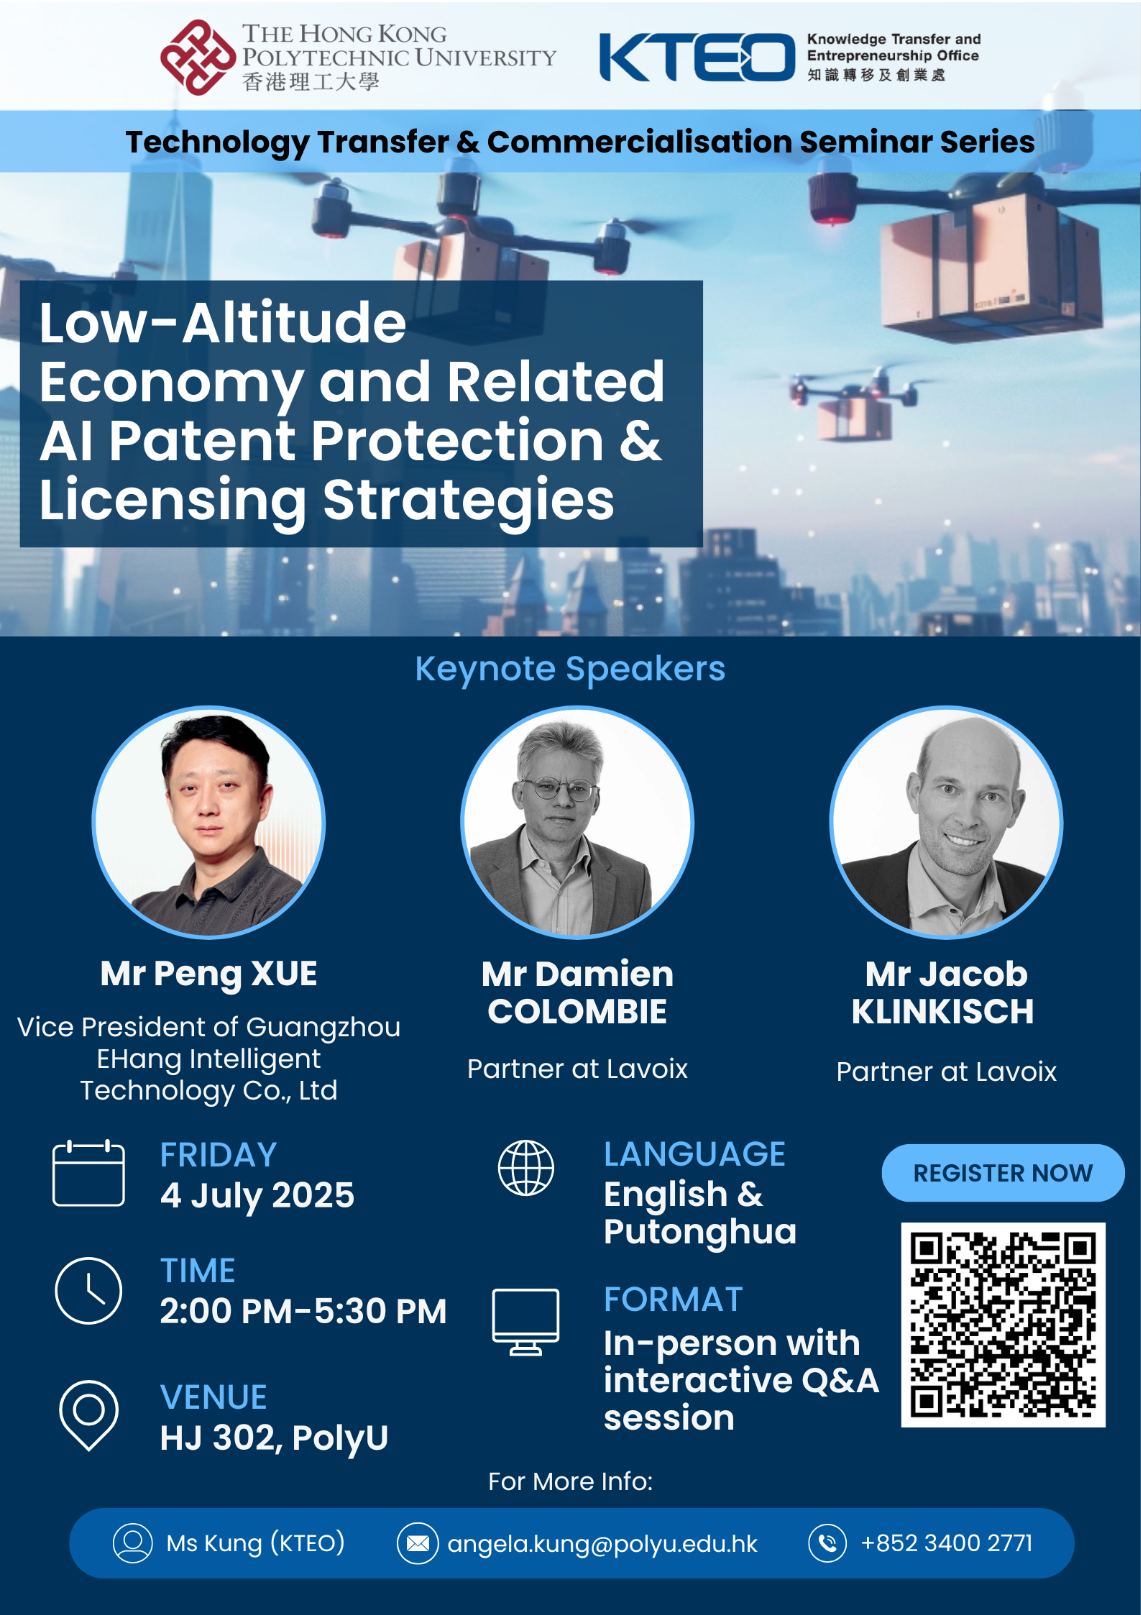 THE HONG KONG
POLYTECHNIC UNIVERSITY
香港理工大學
KTEO
Knowledge Transfer and
Entrepreneurship Office
知識轉移及創業處
Technology Transfer & Commercialisation Seminar Series
Low-Altitude
Economy and Related
AI Patent Protection &
Licensing Strategies
Keynote Speakers
Mr Peng XUE
Vice President of Guangzhou
EHang Intelligent
Technology Co., Ltd
Mr Damien
COLOMBIE
Partner at Lavoix
Mr Jacob
KLINKISCH
Partner at Lavoix
FRIDAY
4 July 2025
TIME
2:00 PM-5:30 PM
VENUE
HJ 302, PolyU
LANGUAGE
English &
Putonghua
FORMAT
In-person with
interactive Q&A
session
REGISTER NOW
For More Info:
Ms Kung (KTEO)
angela.kung@polyu.edu.hk
+852 3400 2771